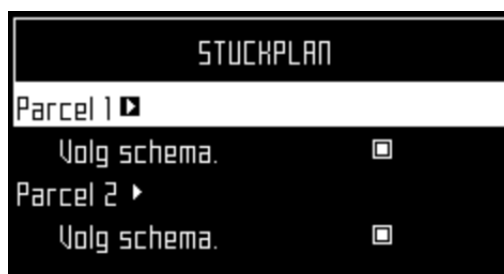 STUCKPLAN
Parcel 1
Volg schema.
Parcel 2
Volg schema.